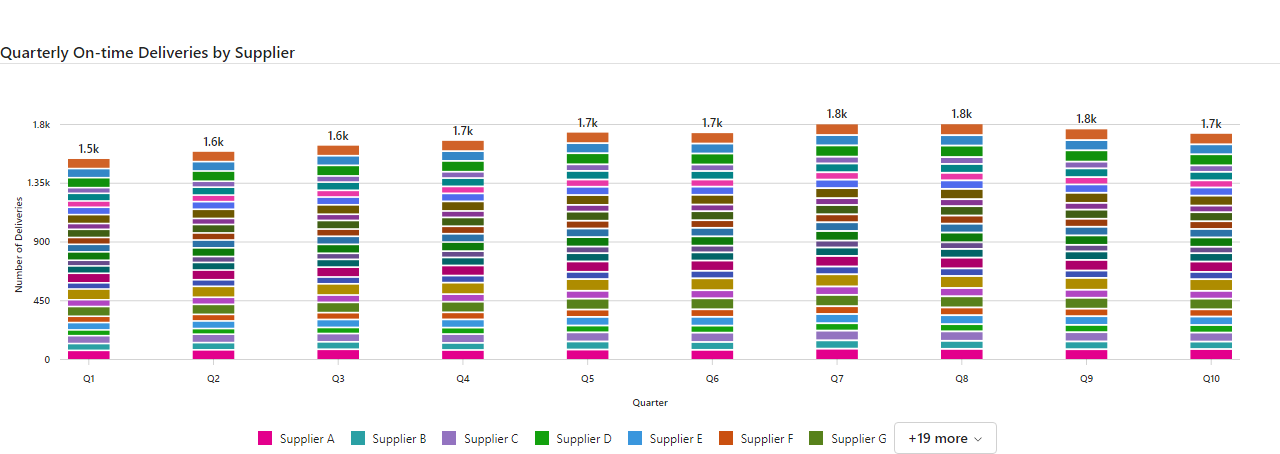 Quarterly On-time Deliveries by Supplier
1.8k
1.35k
900
450
0
Number of Deliveries
1.5k
1.6k
1.6k
1.7k
1.7k
1.7k
1.8k
1.8k
1.8k
1.7k
Q1 Q2 Q3 Q4 Q5 Q6 Q7 Q8 Q9 Q10
Quarter
Supplier A Supplier B Supplier C Supplier D Supplier E Supplier F Supplier G +19 more